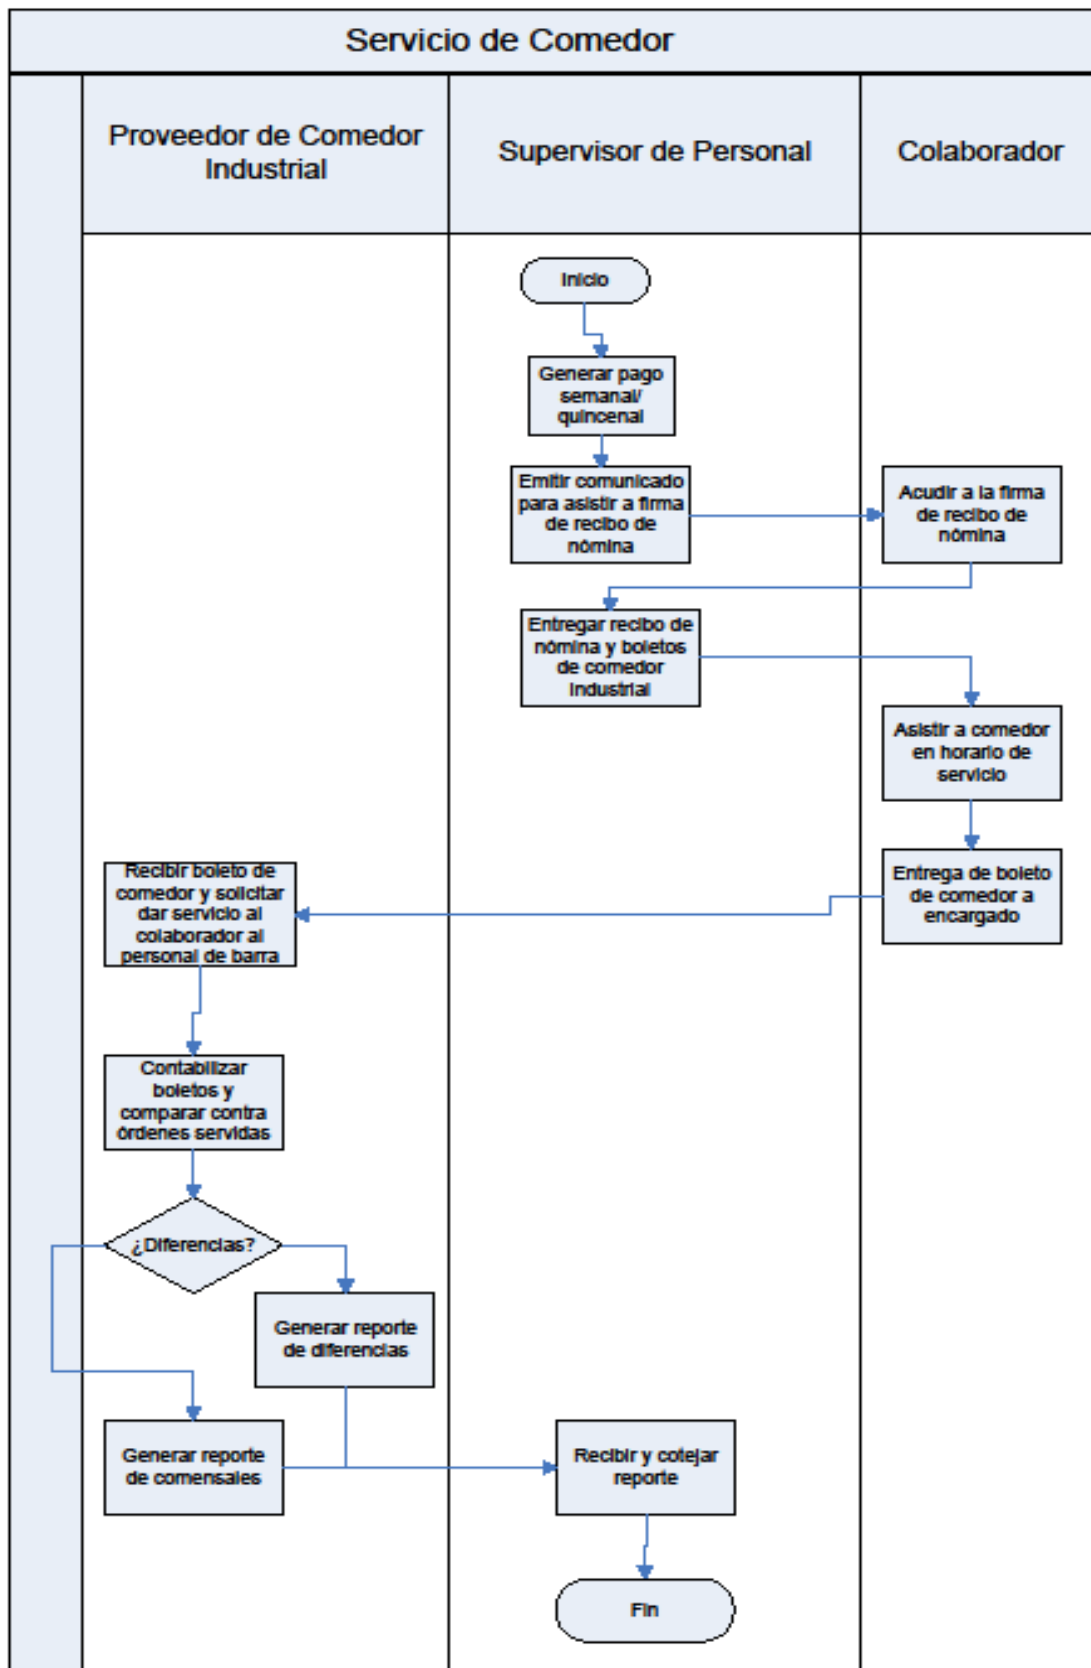 Servicio de Comedor
Proveedor de Comedor
Industrial
Supervisor de Personal
Colaborador
Inicio
Generar pago
semanal/
quincenal
Emitir comunicado
para asistir a firma
de recibo de
nómina
Acudir a la firma
de recibo de
nómina
Entregar recibo de
nómina y boletos
de comedor
Industrial
Asistir a comedor
en horario de
servicio
Entrega de boleto
de comedor a
encargado
Recibir boleto de
comedor y solicitar
dar servicio al
colaborador al
personal de barra
Contabilizar
boletos y
comparar contra
órdenes servidas
¿Diferencias?
Generar reporte
de diferencias
Generar reporte
de comensales
Recibir y cotejar
reporte
Fin